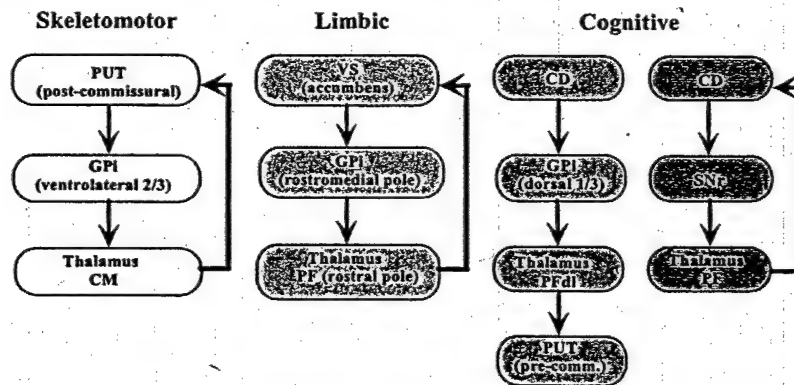 Skeletomotor
PUT
(post-commissural)
GPi
(ventrolateral 2/3)
Thalamus
CM
Limbic
VS
(accumbens)
GPi
(rostromedial pole)
Thalamus
PF (rostral pole)
Cognitive
CD
GPi
(dorsal 1/3)
Thalamus
PFdl
PUT
(pre-comm.)
CD
SNr
Thalamus
PF